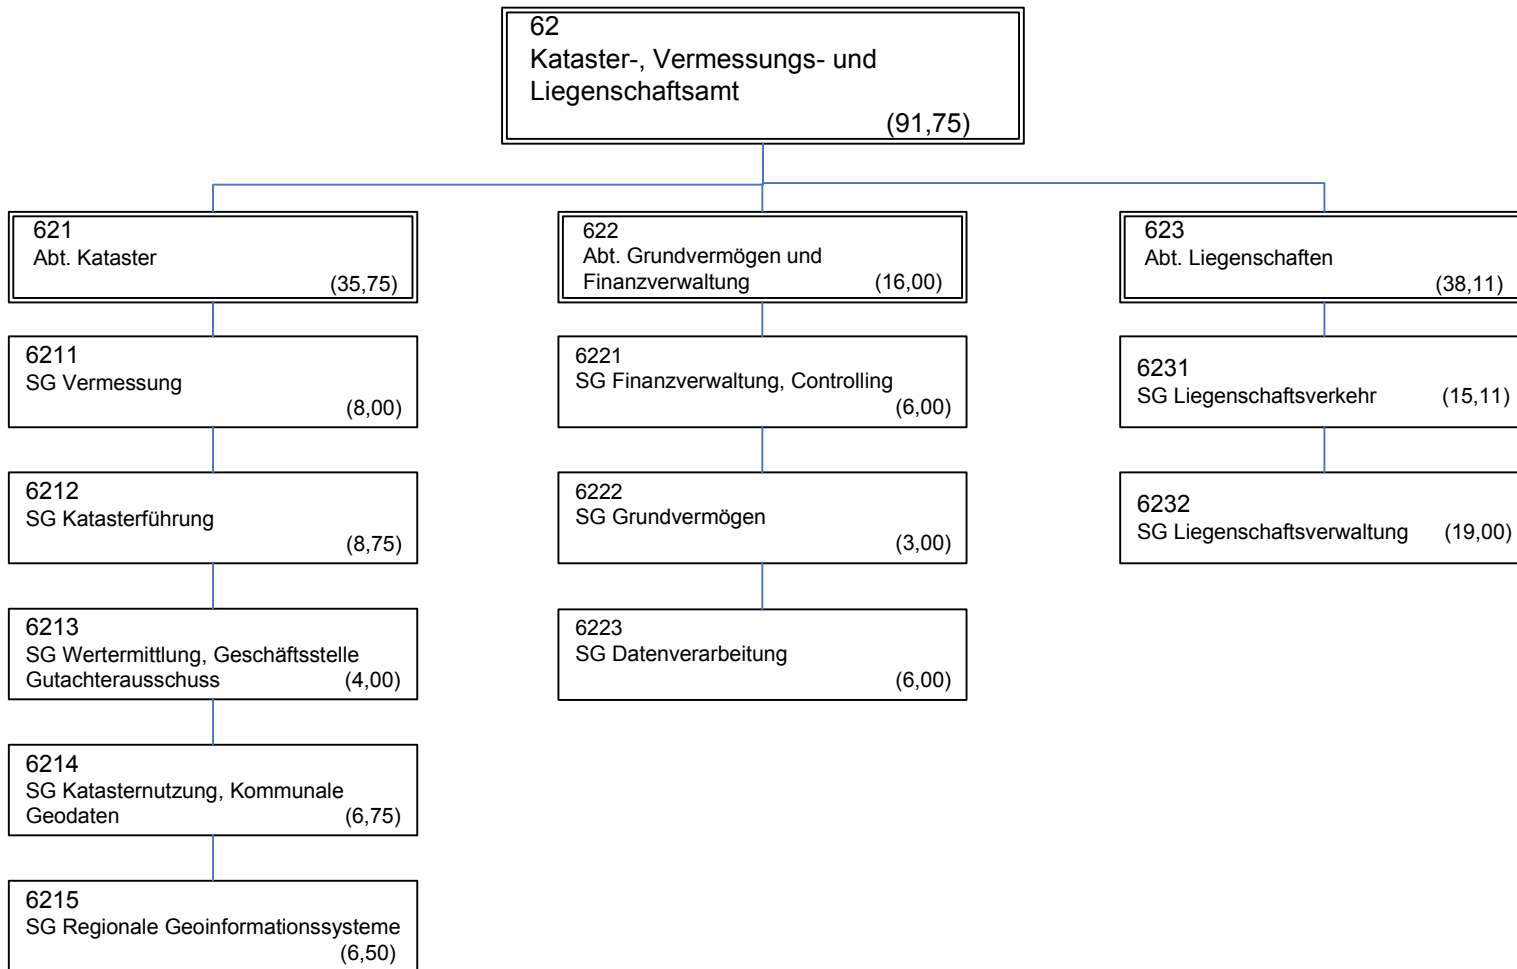 62
Kataster-, Vermessungs- und
Liegenschaftsamt
(91,75)
621
Abt. Kataster
(35,75)
6211
SG Vermessung
(8,00)
6212
SG Katasterführung
(8,75)
6213
SG Wertermittlung, Geschäftsstelle
Gutachterausschuss (4,00)
6214
SG Katasternutzung, Kommunale
Geodaten (6,75)
6215
SG Regionale Geoinformationssysteme
(6,50)
622
Abt. Grundvermögen und
Finanzverwaltung (16,00)
6221
SG Finanzverwaltung, Controlling
(6,00)
6222
SG Grundvermögen
(3,00)
6223
SG Datenverarbeitung
(6,00)
623
Abt. Liegenschaften
(38,11)
6231
SG Liegenschaftsverkehr (15,11)
6232
SG Liegenschaftsverwaltung (19,00)